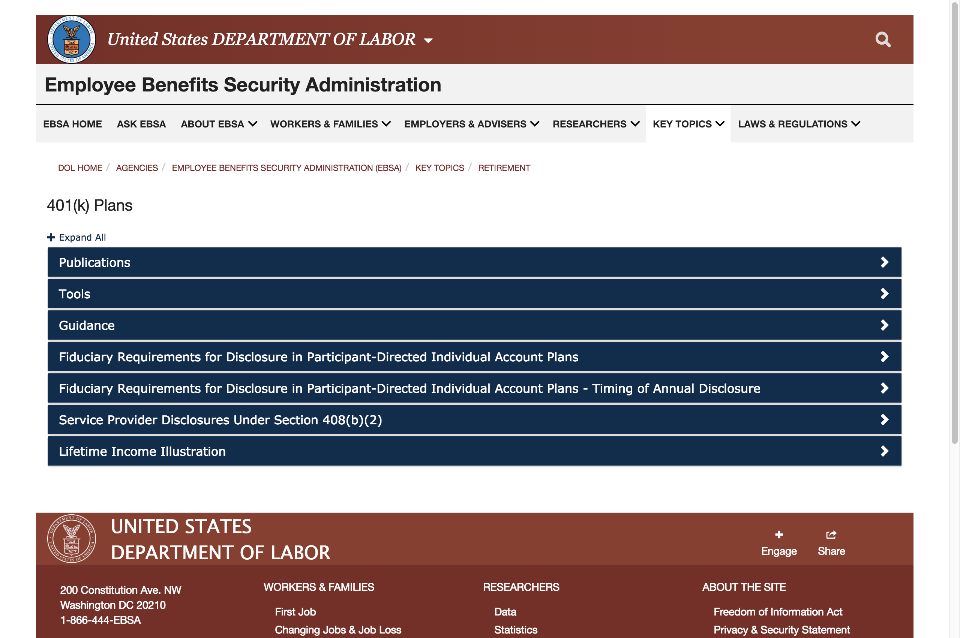 United States DEPARTMENT OF LABOR
Employee Benefits Security Administration
EBSA HOME ASK EBSA ABOUT EBSA WORKERS & FAMILIES EMPLOYERS & ADVISERS RESEARCHERS KEY TOPICS LAWS & REGULATIONS
DOL HOME / AGENCIES / EMPLOYEE BENEFITS SECURITY ADMINISTRATION (EBSA) / KEY TOPICS / RETIREMENT
401(k) Plans
Expand All
Publications
Tools
Guidance
Fiduciary Requirements for Disclosure in Participant-Directed Individual Account Plans
Fiduciary Requirements for Disclosure in Participant-Directed Individual Account Plans - Timing of Annual Disclosure
Service Provider Disclosures Under Section 408(b)(2)
Lifetime Income Illustration
UNITED STATES
DEPARTMENT OF LABOR
Engage Share
200 Constitution Ave. NW
Washington DC 20210
1-866-444-EBSA
WORKERS & FAMILIES
First Job
Changing Jobs & Job Loss
RESEARCHERS
Data
Statistics
ABOUT THE SITE
Freedom of Information Act
Privacy & Security Statement